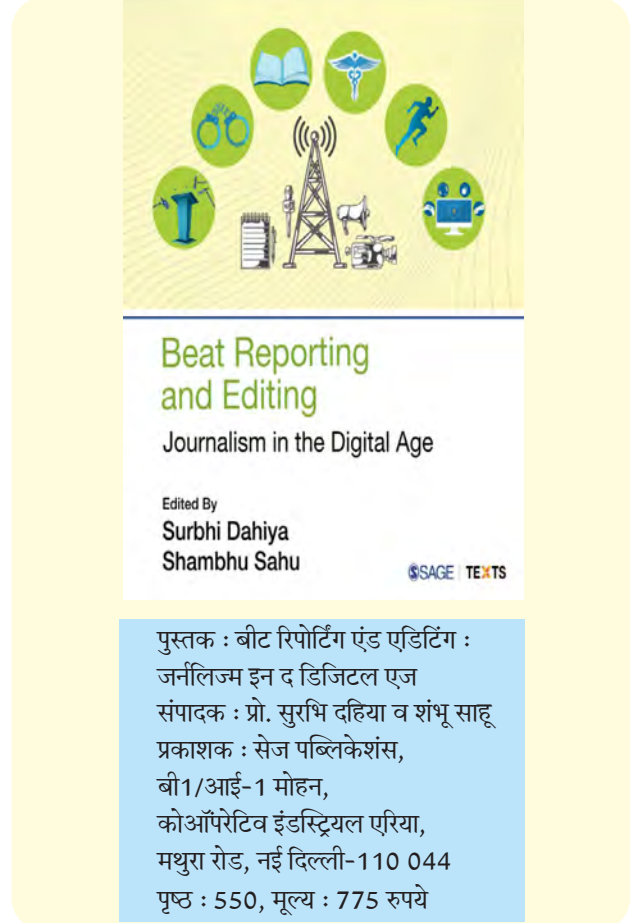 Beat Reporting
and Editing
Journalism in the Digital Age
Edited By
Surbhi Dahiya
Shambhu Sahu
SAGE | TEXTS
पुस्तक : बीट रिपोर्टिंग एंड एडिटिंग :
जर्नलिज्म इन द डिजिटल एज
संपादक : प्रो. सुरभि दहिया व शंभू साहू
प्रकाशक : सेज पब्लिकेशंस,
बी1/आई-1 मोहन,
कोऑपरेटिव इंडस्ट्रियल एरिया,
मथुरा रोड, नई दिल्ली-110 044
पृष्ठ : 550, मूल्य : 775 रुपये